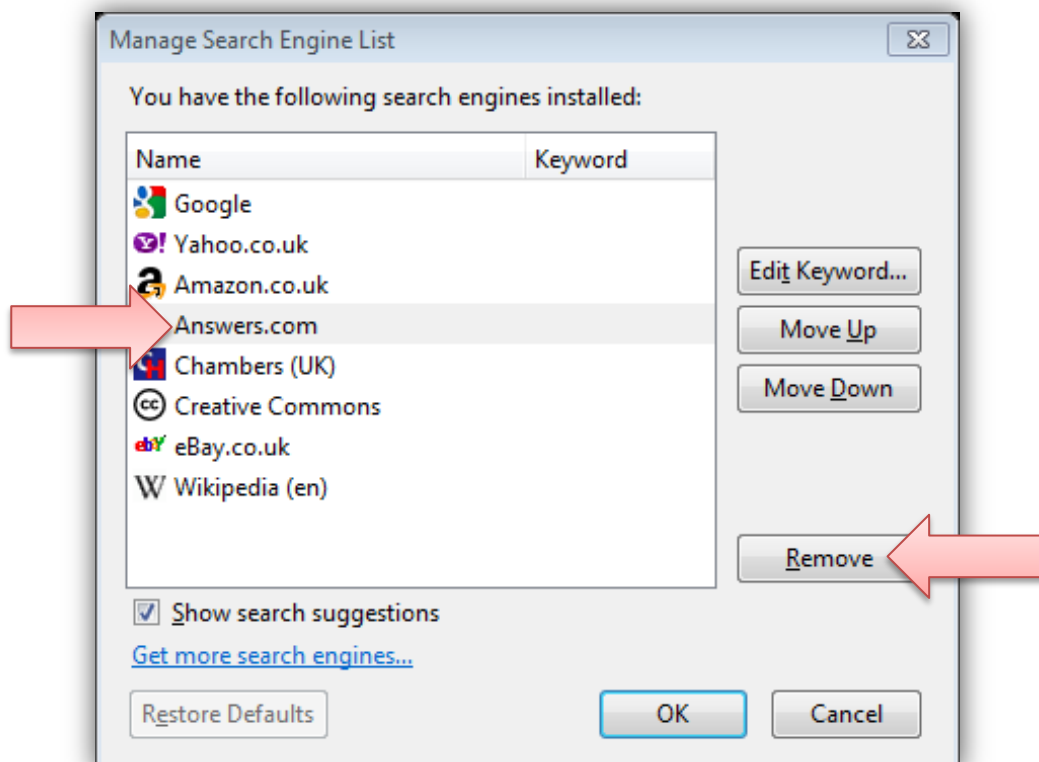 Manage Search Engine List
You have the following search engines installed:
Name Keyword
Google
Yahoo.co.uk
Amazon.co.uk
Answers.com
Chambers (UK)
Creative Commons
eBay.co.uk
Wikipedia (en)
Edit Keyword...
Move Up
Move Down
Remove
Show search suggestions
Get more search engines...
Restore Defaults OK Cancel